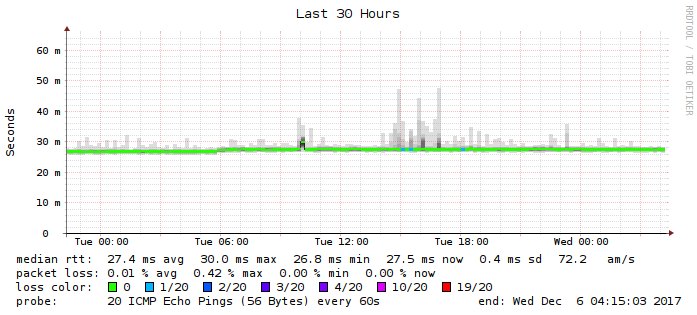 Last 30 Hours
RRDTOOL / TOBI OETIKER
Seconds
60 m
50 m
40 m
30 m
20 m
10 m
0
Tue 00:00 Tue 06:00 Tue 12:00 Tue 18:00 Wed 00:00
median rtt: 27.4 ms avg 30.0 ms max 26.8 ms min 27.5 ms now 0.4 ms sd 72.2 am/s
packet loss: 0.01 % avg 0.42 % max 0.00 % min 0.00 % now
loss color: 0 1/20 2/20 3/20 4/20 10/20 19/20
probe: 20 ICMP Echo Pings (56 Bytes) every 60s end: Wed Dec 6 04:15:03 2017